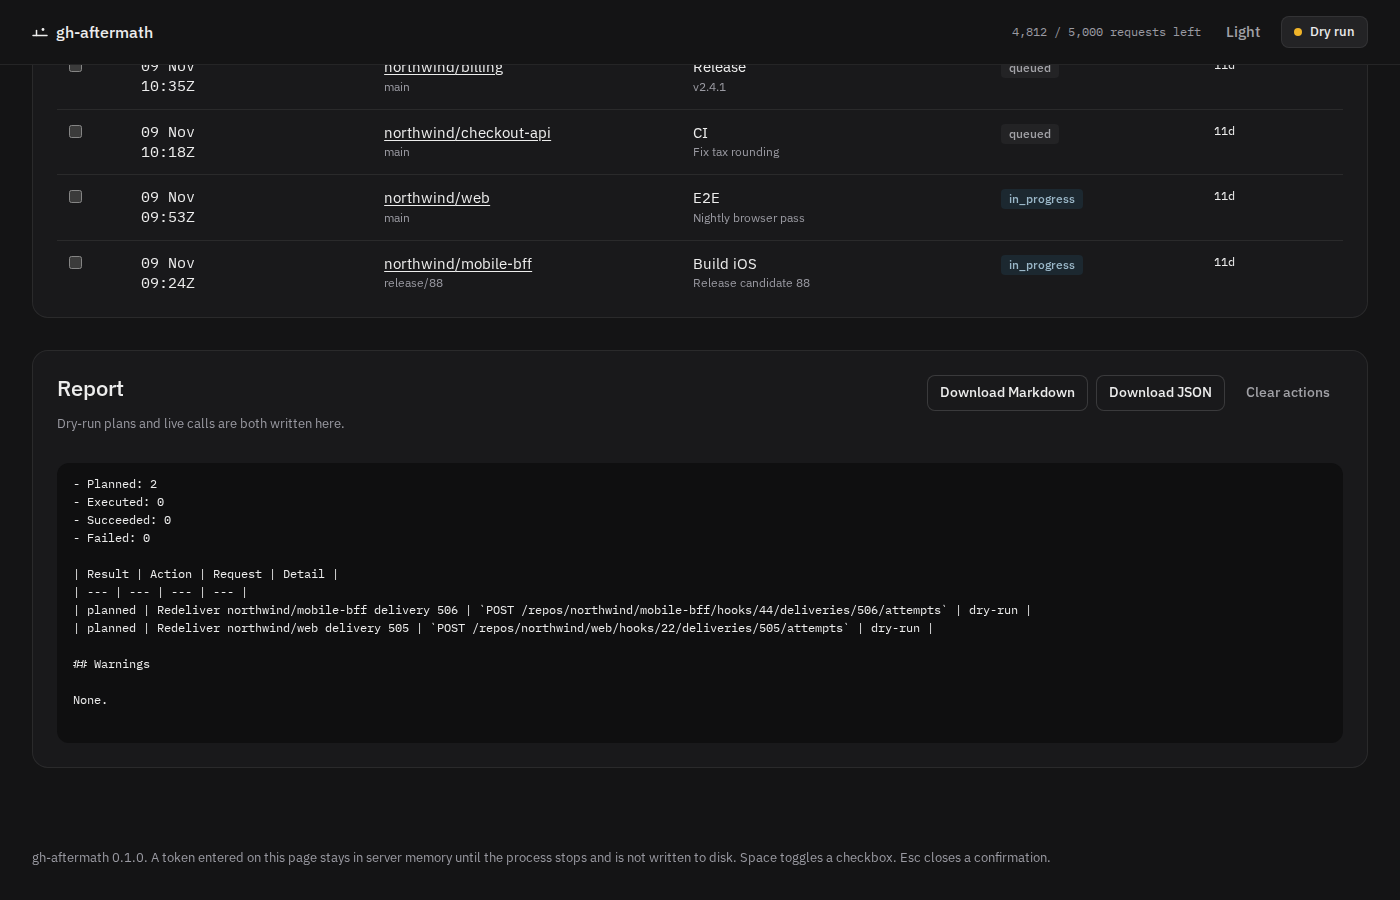 gh-aftermath
4,812 / 5,000 requests left
Light
Dry run
09 Nov
10:35Z
northwind/billing
main
Release
v2.4.1
queued
11d
09 Nov
10:18Z
northwind/checkout-api
main
CI
Fix tax rounding
queued
11d
09 Nov
09:53Z
northwind/web
main
E2E
Nightly browser pass
in_progress
11d
09 Nov
09:24Z
northwind/mobile-bff
release/88
Build iOS
Release candidate 88
in_progress
11d
Report
Dry-run plans and live calls are both written here.
Download Markdown
Download JSON
Clear actions
- Planned: 2
- Executed: 0
- Succeeded: 0
- Failed: 0
| Result | Action | Request | Detail |
| --- | --- | --- | --- |
| planned | Redeliver northwind/mobile-bff delivery 506 | `POST /repos/northwind/mobile-bff/hooks/44/deliveries/506/attempts` | dry-run |
| planned | Redeliver northwind/web delivery 505 | `POST /repos/northwind/web/hooks/22/deliveries/505/attempts` | dry-run |
## Warnings
None.
gh-aftermath 0.1.0. A token entered on this page stays in server memory until the process stops and is not written to disk. Space toggles a checkbox. Esc closes a confirmation.